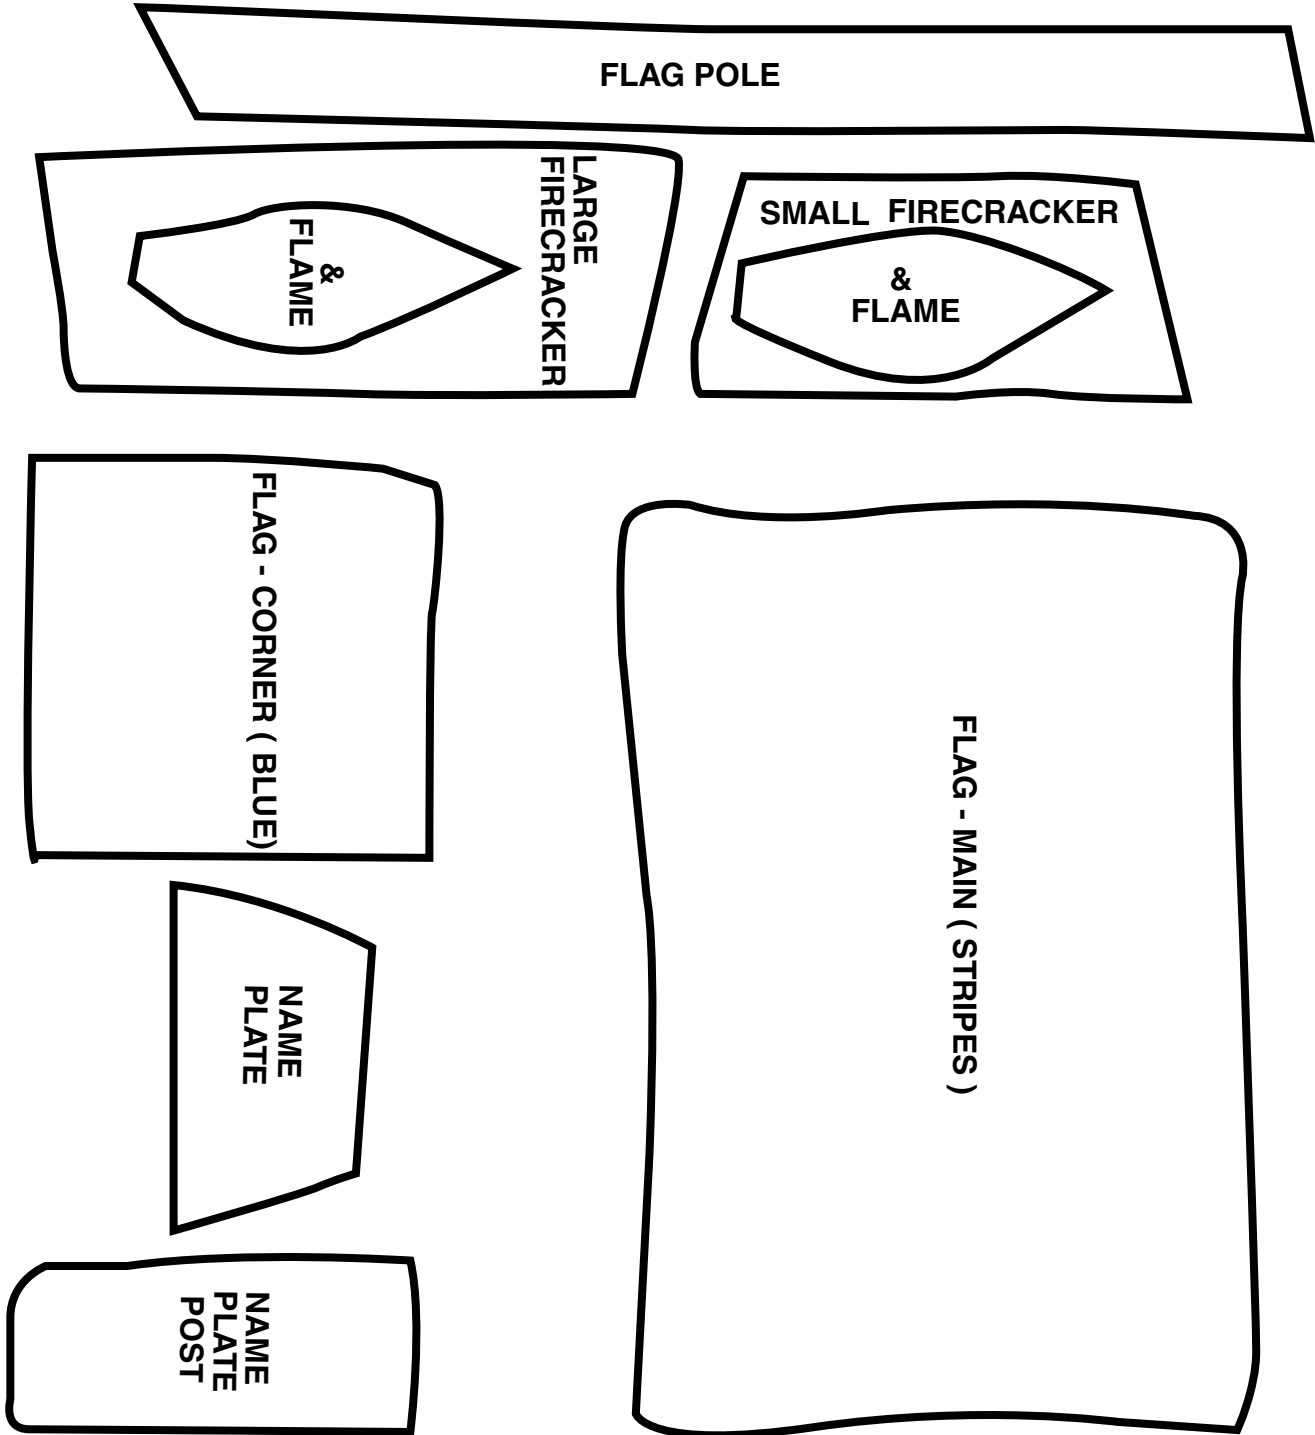 FLAG POLE
LARGE
FIRECRACKER
&
FLAME
SMALL FIRECRACKER
&
FLAME
FLAG - CORNER ( BLUE)
FLAG - MAIN ( STRIPES )
NAME
PLATE
NAME
PLATE
POST